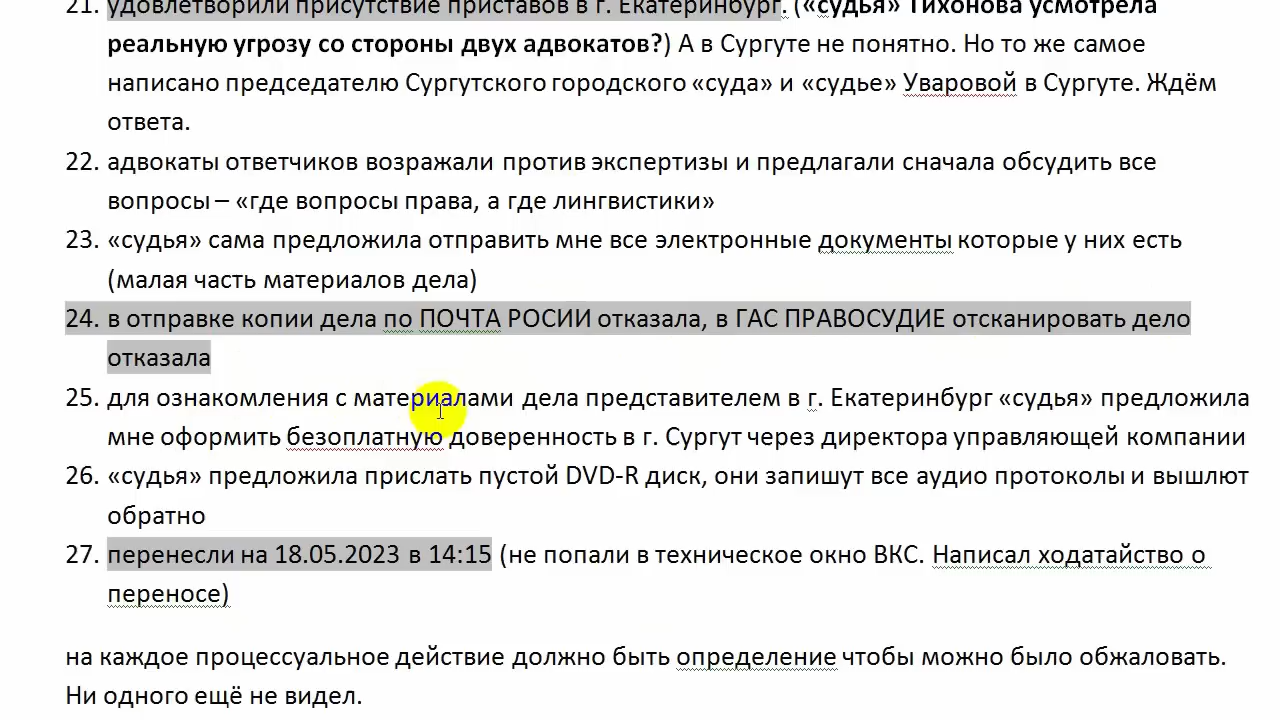 21. удовлетворили присутствие приставов в г. Екатеринбург. («судья» Тихонова усмотрела
реальную угрозу со стороны двух адвокатов?) А в Сургуте не понятно. Но то же самое
написано председателю Сургутского городского «суда» и «судье» Уваровой в Сургуте. Ждём
ответа.
22. адвокаты ответчиков возражали против экспертизы и предлагали сначала обсудить все
вопросы – «где вопросы права, а где лингвистики»
23. «судья» сама предложила отправить мне все электронные документы которые у них есть
(малая часть материалов дела)
24. в отправке копии дела по ПОЧТА РОСИИ отказала, в ГАС ПРАВОСУДИЕ отсканировать дело
отказала
25. для ознакомления с материалами дела представителем в г. Екатеринбург «судья» предложила
мне оформить безоплатную доверенность в г. Сургут через директора управляющей компании
26. «судья» предложила прислать пустой DVD-R диск, они запишут все аудио протоколы и вышлют
обратно
27. перенесли на 18.05.2023 в 14:15 (не попали в техническое окно ВКС. Написал ходатайство о
переносе)
на каждое процессуальное действие должно быть определение чтобы можно было обжаловать.
Ни одного ещё не видел.